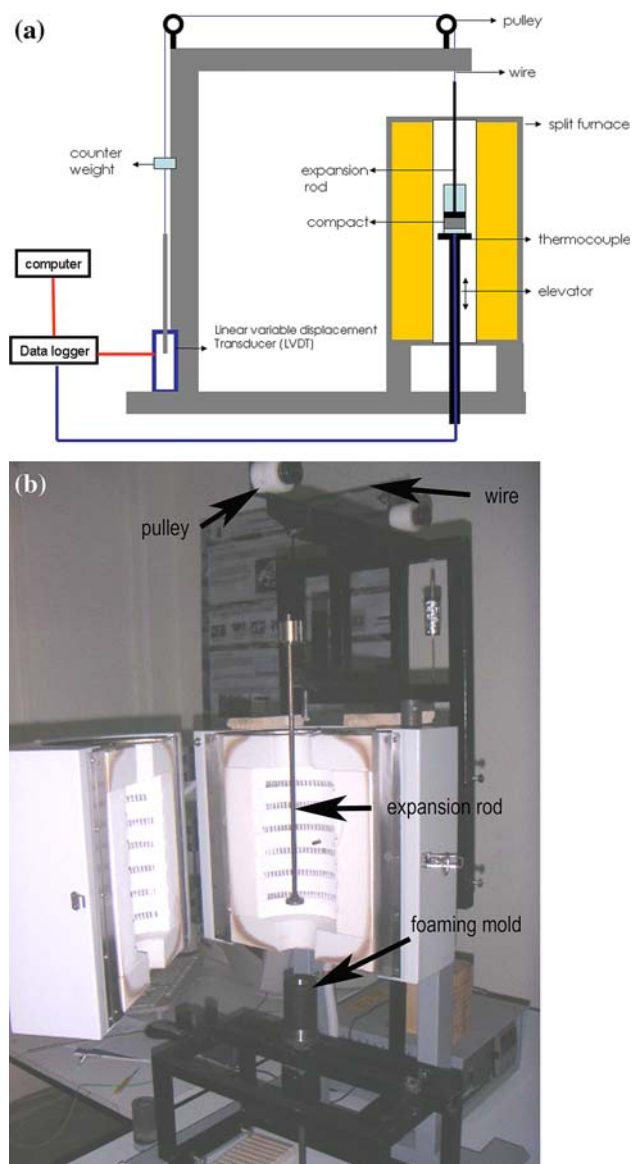 (a)
pulley
wire
split furnace
counter
weight
expansion
rod
compact
thermocouple
computer
elevator
Linear variable displacement
Transducer (LVDT)
Data logger
(b)
wire
pulley
expansion rod
foaming mold